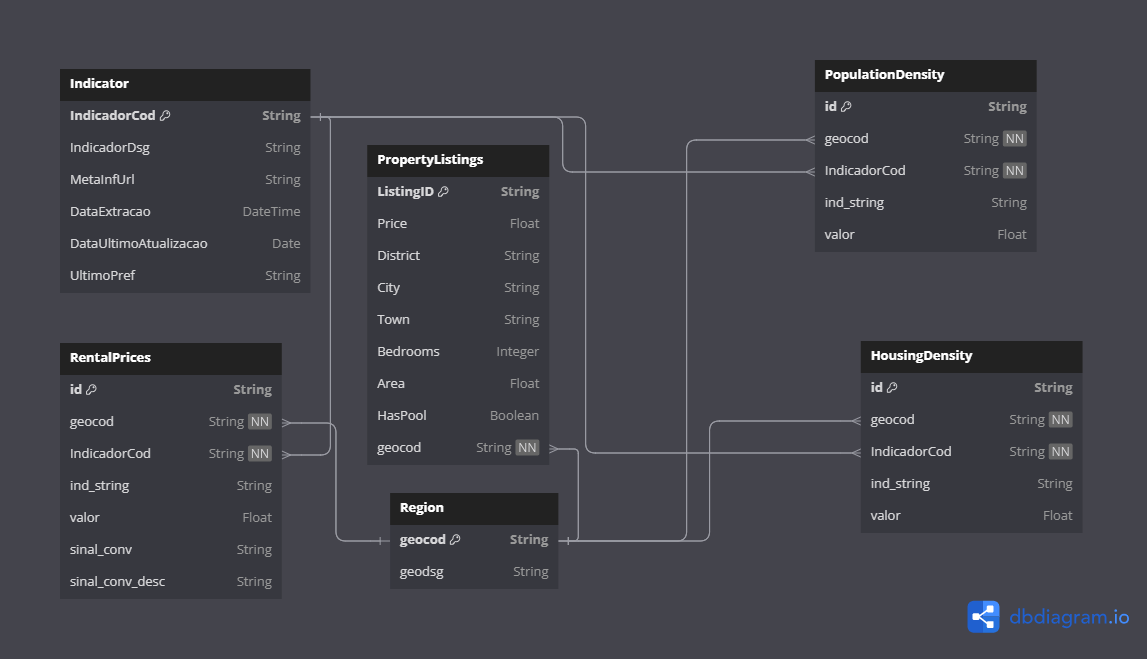 Indicator
IndicadorCod String
IndicadorDsg String
MetaInfUrl String
DataExtracao DateTime
DataUltimoAtualizacao Date
UltimoPref String
PropertyListings
ListingID String
Price Float
District String
City String
Town String
Bedrooms Integer
Area Float
HasPool Boolean
geocod String NN
PopulationDensity
id String
geocod String NN
IndicadorCod String NN
ind_string String
valor Float
RentalPrices
id String
geocod String NN
IndicadorCod String NN
ind_string String
valor Float
sinal_conv String
sinal_conv_desc String
Region
geocod String
geodsg String
HousingDensity
id String
geocod String NN
IndicadorCod String NN
ind_string String
valor Float
dbdiagram.io